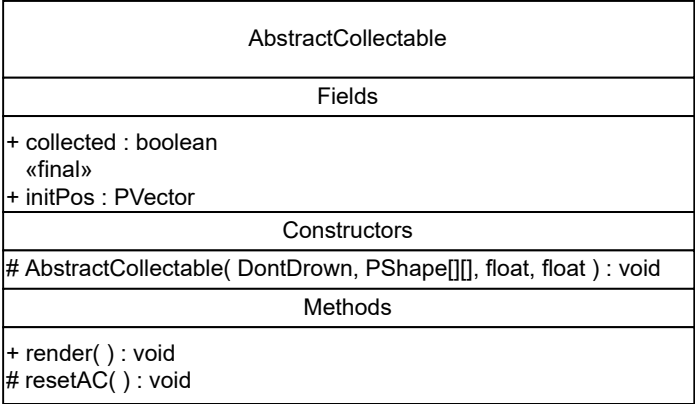 AbstractCollectable
Fields
+ collected : boolean
«final»
+ initPos : PVector
Constructors
# AbstractCollectable( DontDrown, PShape[][], float, float ) : void
Methods
+ render( ) : void
# resetAC( ) : void